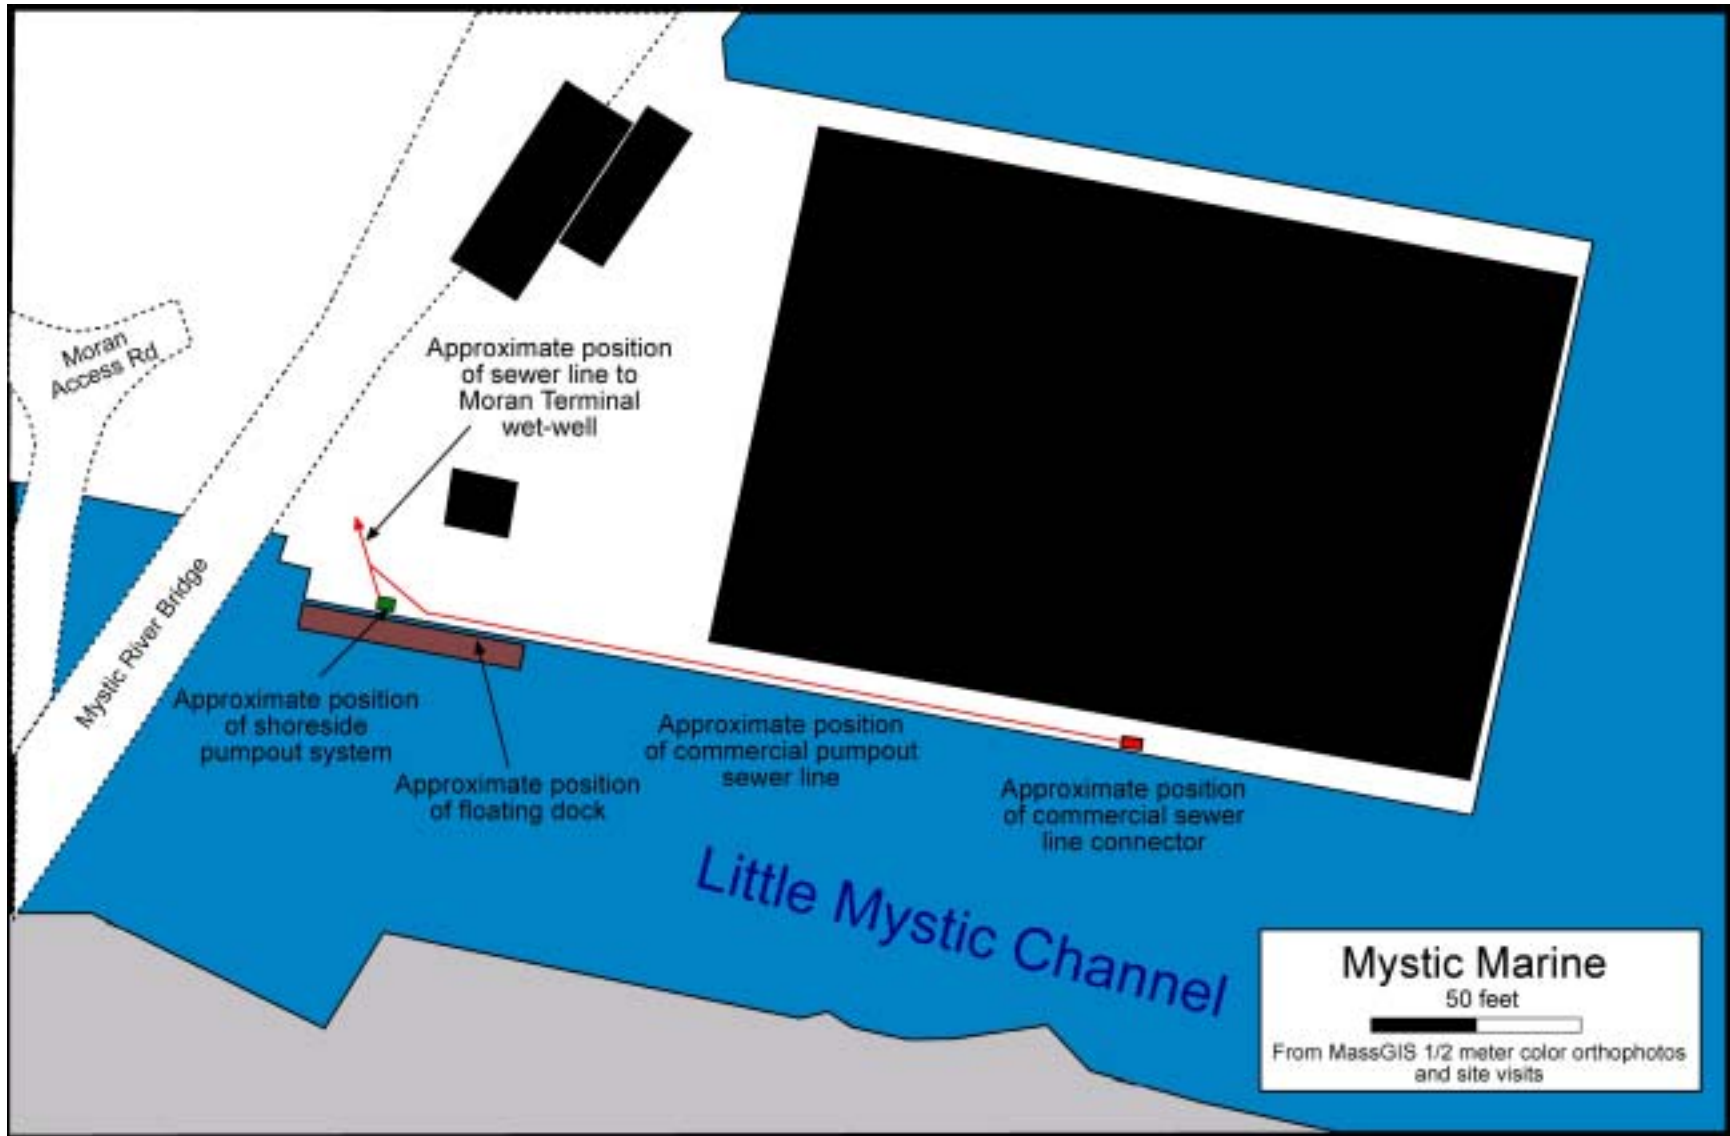 Moran
Access Rd
Approximate position
of sewer line to
Moran Terminal
wet-well
Mystic River Bridge
Approximate position
of shoreside
pumpout system
Approximate position
of floating dock
Approximate position
of commercial pumpout
sewer line
Approximate position
of commercial sewer
line connector
Little Mystic Channel
Mystic Marine
50 feet
From MassGIS 1/2 meter color orthophotos
and site visits